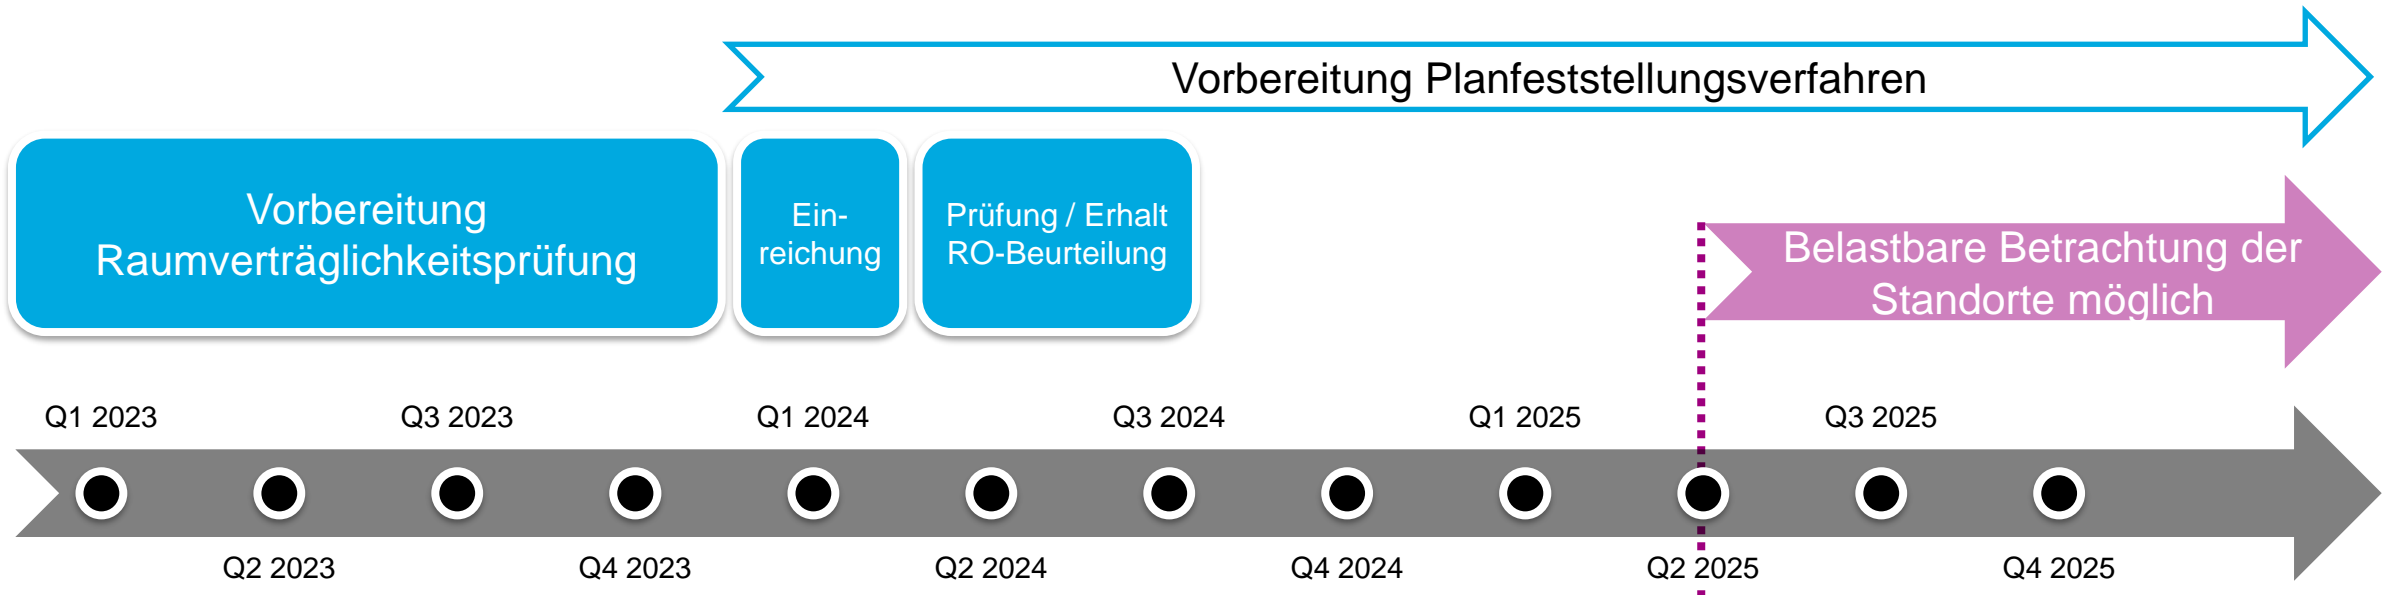 Vorbereitung Planfeststellungsverfahren
Vorbereitung
Raumverträglichkeitsprüfung
Ein-
reichung
Prüfung / Erhalt
RO-Beurteilung
Belastbare Betrachtung der
Standorte möglich
Q1 2023
Q3 2023
Q1 2024
Q3 2024
Q1 2025
Q3 2025
Q2 2023
Q4 2023
Q2 2024
Q4 2024
Q2 2025
Q4 2025